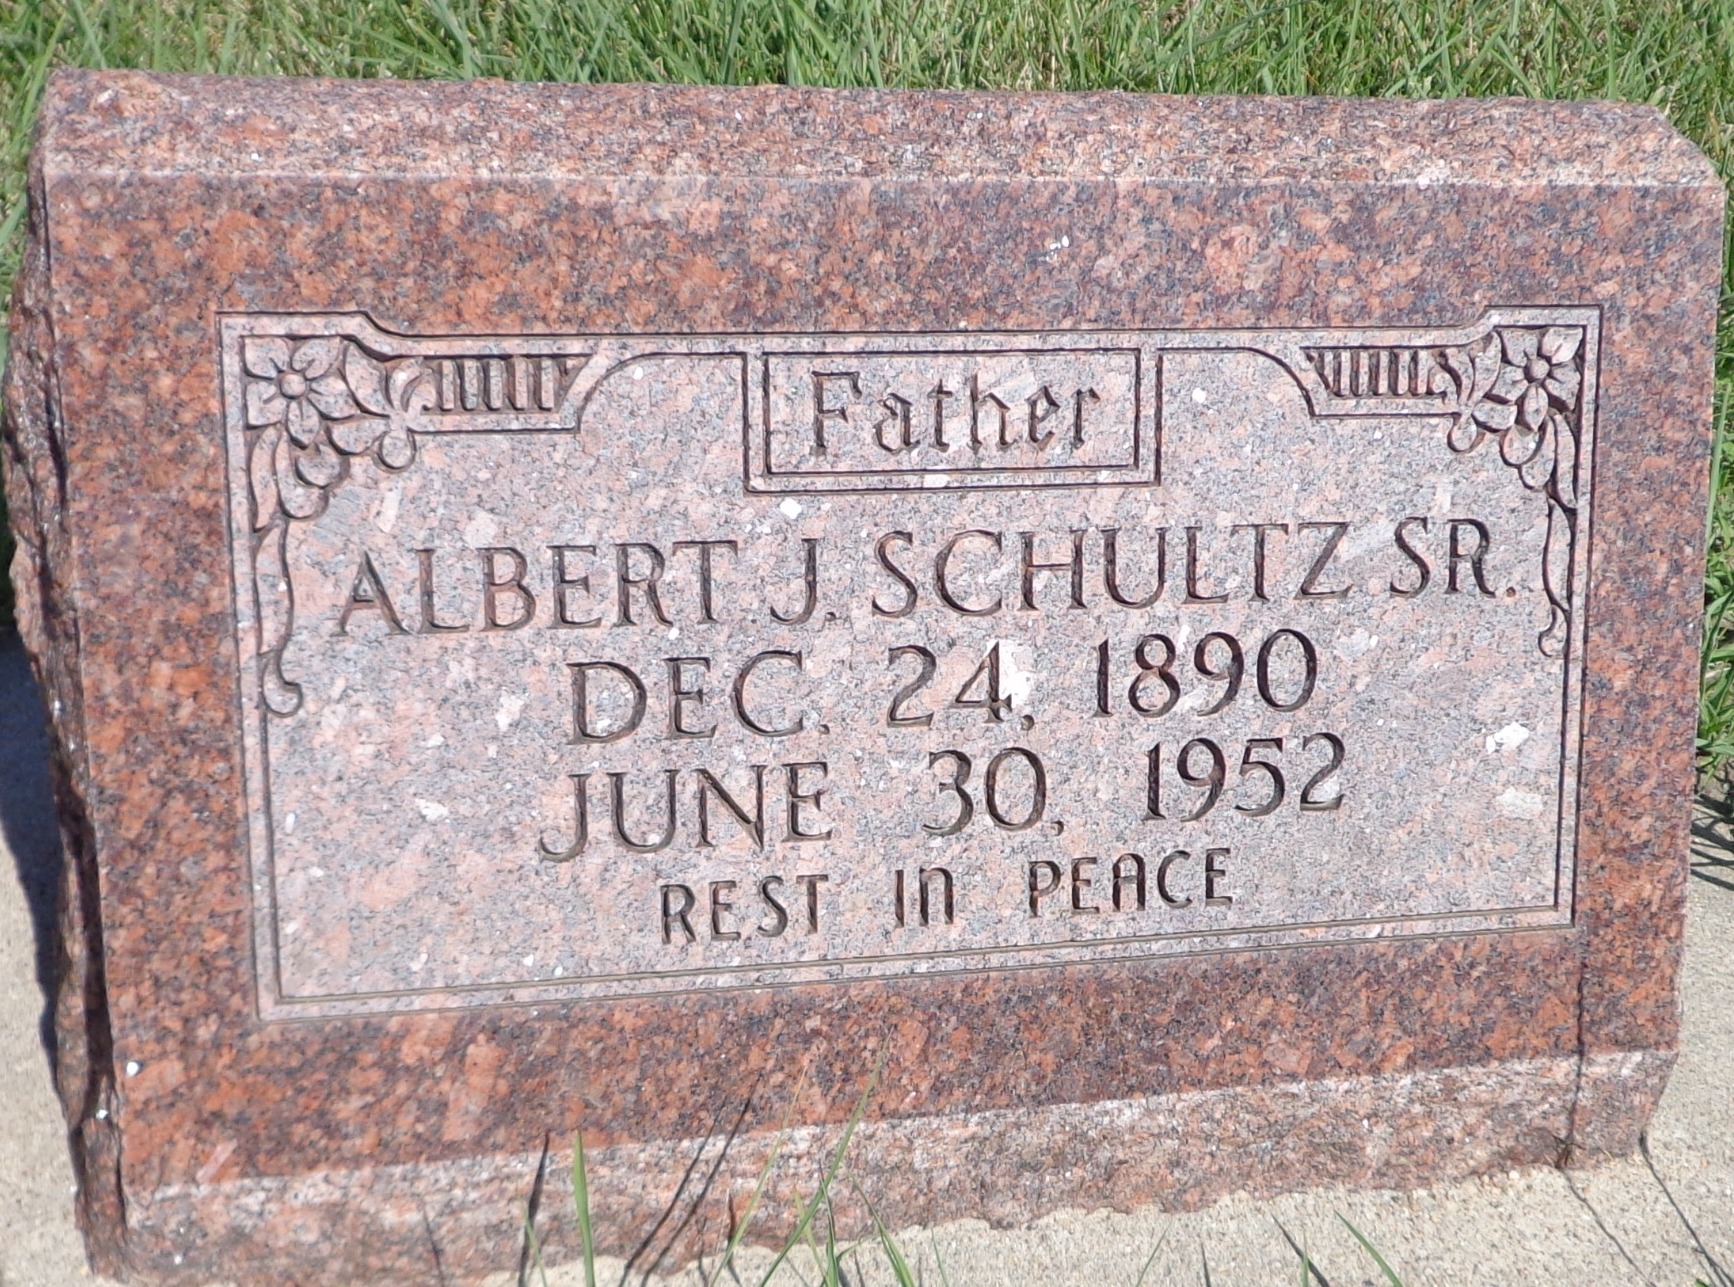 Father
ALBERT J. SCHULTZ SR.
DEC. 24, 1890
JUNE 30, 1952
REST IN PEACE